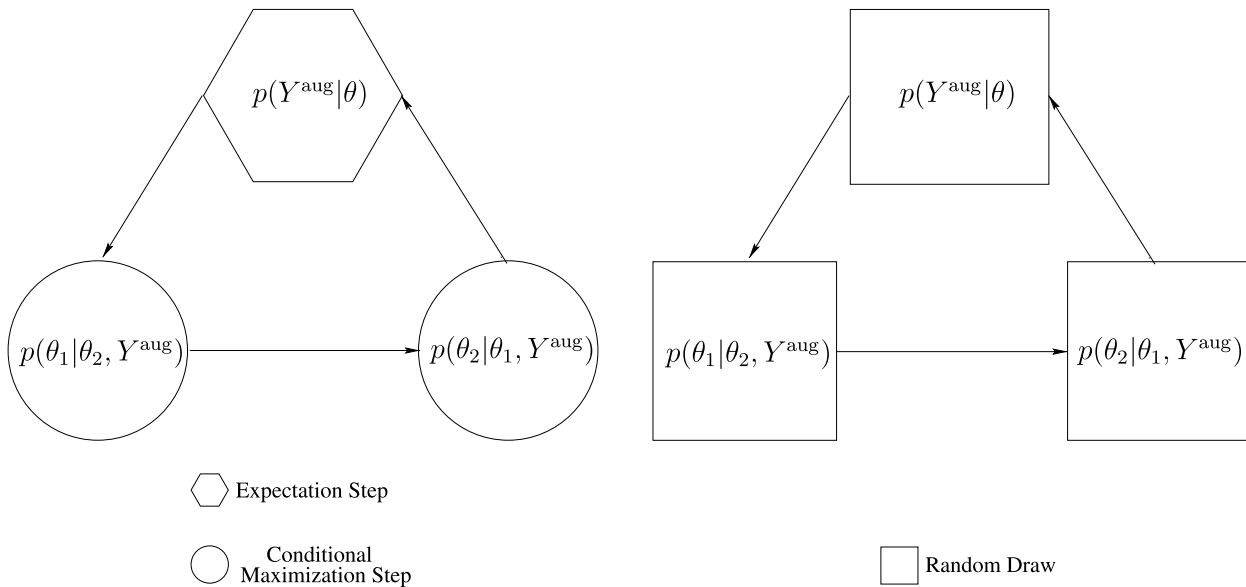 p(Y^aug|θ)
p(Y^aug|θ)
p(θ₁|θ₂, Y^aug)
p(θ₂|θ₁, Y^aug)
p(θ₁|θ₂, Y^aug)
p(θ₂|θ₁, Y^aug)
Expectation Step
Conditional
Maximization Step
Random Draw